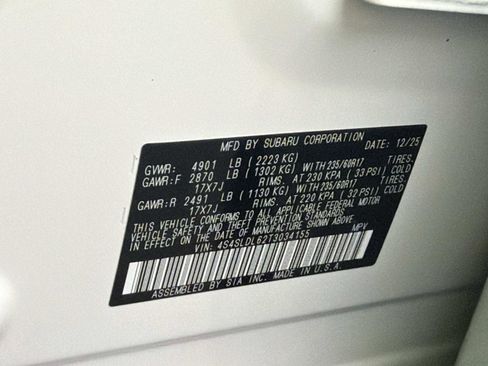 MFD BY SUBARU CORPORATION DATE: 12/25
GVWR: 4901 LB (2223 KG)
GAWR:F 2870 LB (1302 KG) WITH 235/60R17 TIRES.
17X7J RIMS. AT 230 KPA (33 PSI) COLD
GAWR:R 2491 LB (1130 KG) WITH 235/60R17 TIRES.
17X7J RIMS. AT 220 KPA (32 PSI) COLD
THIS VEHICLE CONFORMS TO ALL APPLICABLE FEDERAL MOTOR
VEHICLE SAFETY AND THEFT PREVENTION STANDARDS
IN EFFECT ON THE DATE OF MANUFACTURE SHOWN ABOVE
VIN: 4S4SLDL62T3034155 MPV
ASSEMBLED BY SIA INC. MADE IN U.S.A.